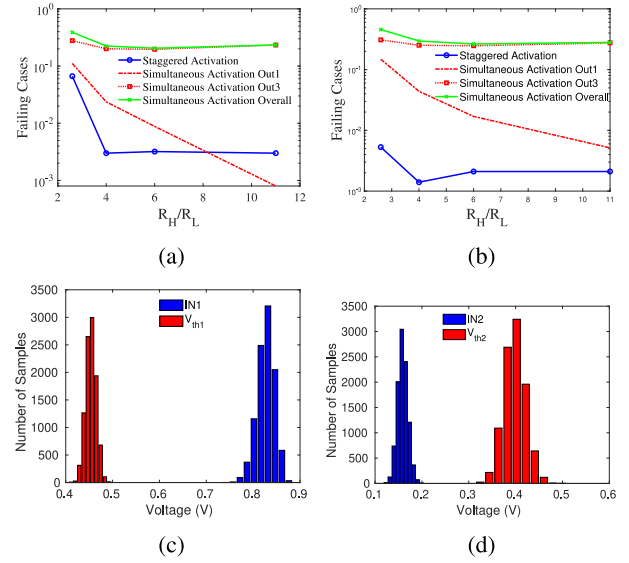 10^0
10^-1
10^-2
10^-3
Failing Cases
Staggered Activation
Simultaneous Activation Out1
Simultaneous Activation Out3
Simultaneous Activation Overall
2 4 6 8 10 12
R_H/R_L
(a)
10^0
10^-1
10^-2
10^-3
Failing Cases
Staggered Activation
Simultaneous Activation Out1
Simultaneous Activation Out3
Simultaneous Activation Overall
2 3 4 5 6 7 8 9 10 11
R_H/R_L
(b)
3500
3000
2500
2000
1500
1000
500
0
Number of Samples
IN1
V_th1
0.4 0.5 0.6 0.7 0.8 0.9
Voltage (V)
(c)
3500
3000
2500
2000
1500
1000
500
0
Number of Samples
IN2
V_th2
0.1 0.2 0.3 0.4 0.5 0.6
Voltage (V)
(d)